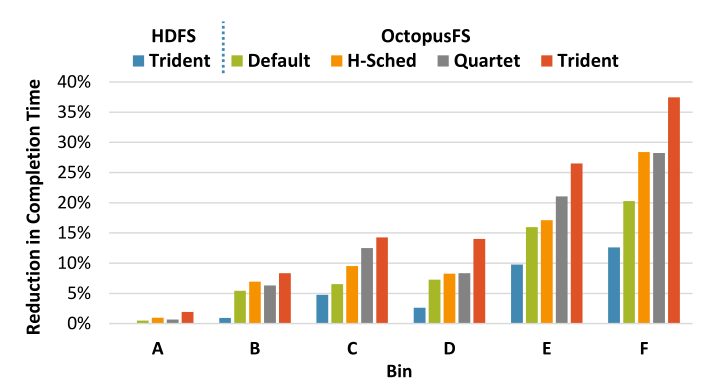 HDFS OctopusFS
Trident Default H-Sched Quartet Trident
Reduction in Completion Time
40%
35%
30%
25%
20%
15%
10%
5%
0%
A B C D E F
Bin